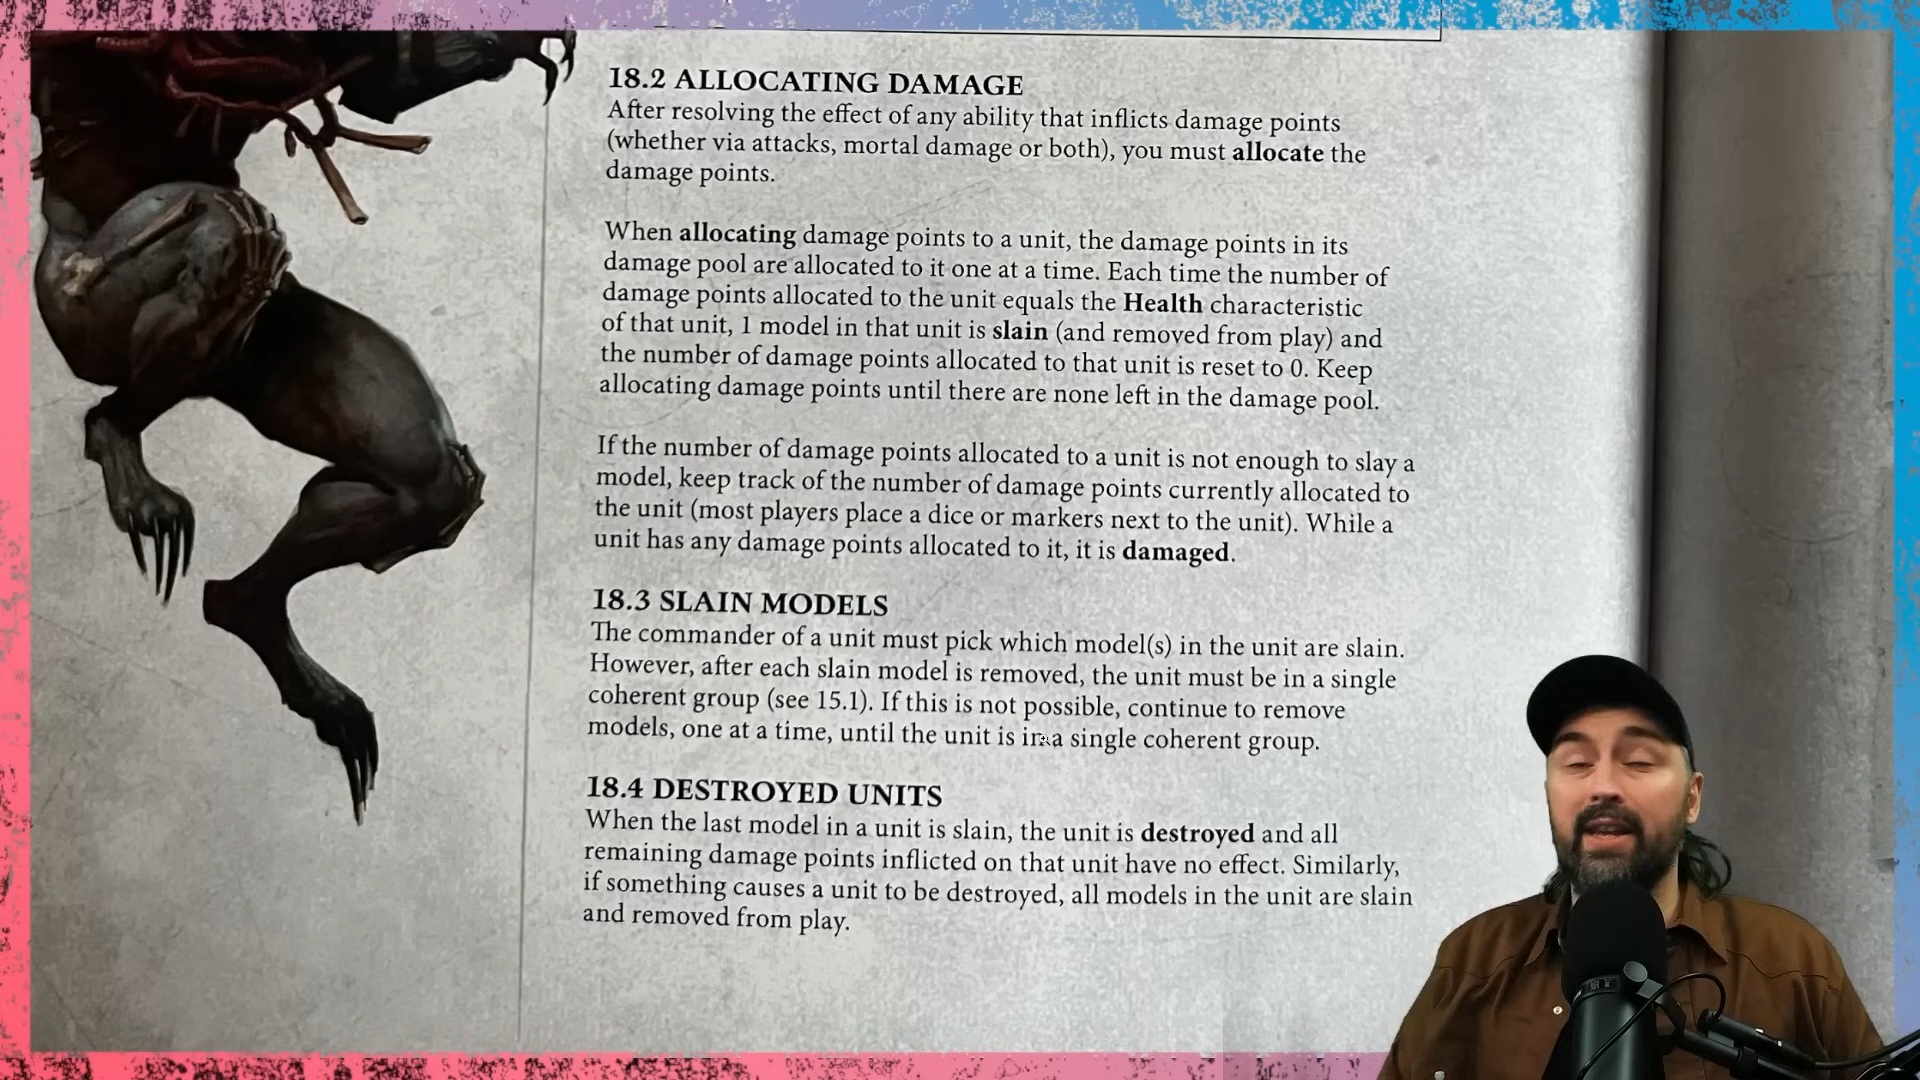 18.2 ALLOCATING DAMAGE
After resolving the effect of any ability that inflicts damage points
(whether via attacks, mortal damage or both), you must allocate the
damage points.
When allocating damage points to a unit, the damage points in its
damage pool are allocated to it one at a time. Each time the number of
damage points allocated to the unit equals the Health characteristic
of that unit, 1 model in that unit is slain (and removed from play) and
the number of damage points allocated to that unit is reset to 0. Keep
allocating damage points until there are none left in the damage pool.
If the number of damage points allocated to a unit is not enough to slay a
model, keep track of the number of damage points currently allocated to
the unit (most players place a dice or markers next to the unit). While a
unit has any damage points allocated to it, it is damaged.
18.3 SLAIN MODELS
The commander of a unit must pick which model(s) in the unit are slain.
However, after each slain model is removed, the unit must be in a single
coherent group (see 15.1). If this is not possible, continue to remove
models, one at a time, until the unit is in a single coherent group.
18.4 DESTROYED UNITS
When the last model in a unit is slain, the unit is destroyed and all
remaining damage points inflicted on that unit have no effect. Similarly,
if something causes a unit to be destroyed, all models in the unit are slain
and removed from play.